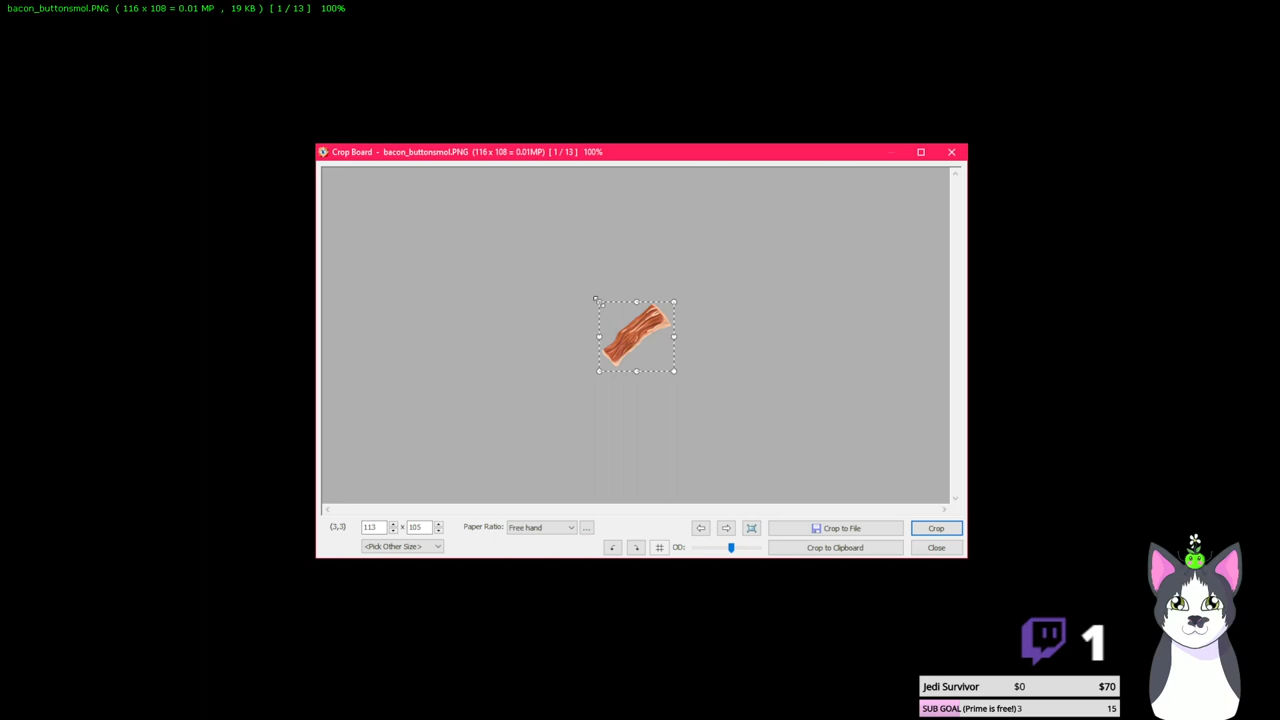 bacon_buttonsmol.PNG ( 116 x 108 = 0.01 MP , 19 KB ) [ 1 / 13 ] 100%
Crop Board - bacon_buttonsmol.PNG (116 x 108 = 0.01MP) [ 1 / 13 ] 100%
(3,3) 113 x 105 Paper Ratio: Free hand ... Crop to File Crop
<Pick Other Size> OD: Crop to Clipboard Close
1
Jedi Survivor $0 $70
SUB GOAL (Prime is free!) 3 15